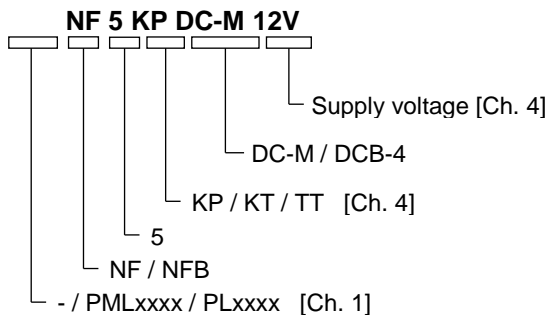 NF 5 KP DC-M 12V
Supply voltage [Ch. 4]
DC-M / DCB-4
KP / KT / TT [Ch. 4]
5
NF / NFB
- / PMLxxxx / PLxxxx [Ch. 1]